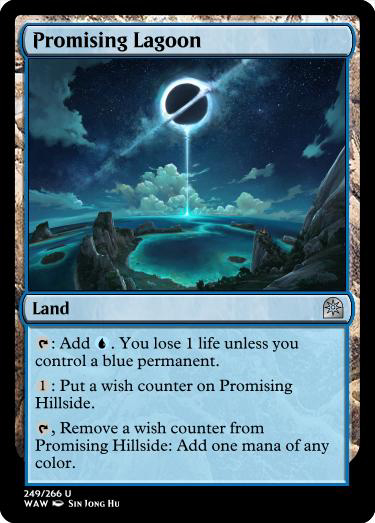 Promising Lagoon
Land
: Add . You lose 1 life unless you
control a blue permanent.
1: Put a wish counter on Promising
Hillside.
, Remove a wish counter from
Promising Hillside: Add one mana of any
color.
249/266 U
WAW Sin Jong Hu